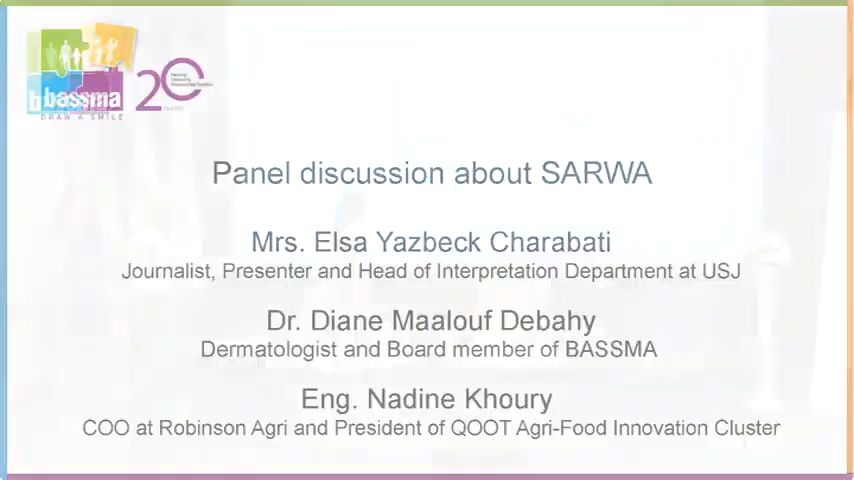 bassma
DRAW A SMILE
20
Panel discussion about SARWA
Mrs. Elsa Yazbeck Charabati
Journalist, Presenter and Head of Interpretation Department at USJ
Dr. Diane Maalouf Debahy
Dermatologist and Board member of BASSMA
Eng. Nadine Khoury
COO at Robinson Agri and President of QOOT Agri-Food Innovation Cluster